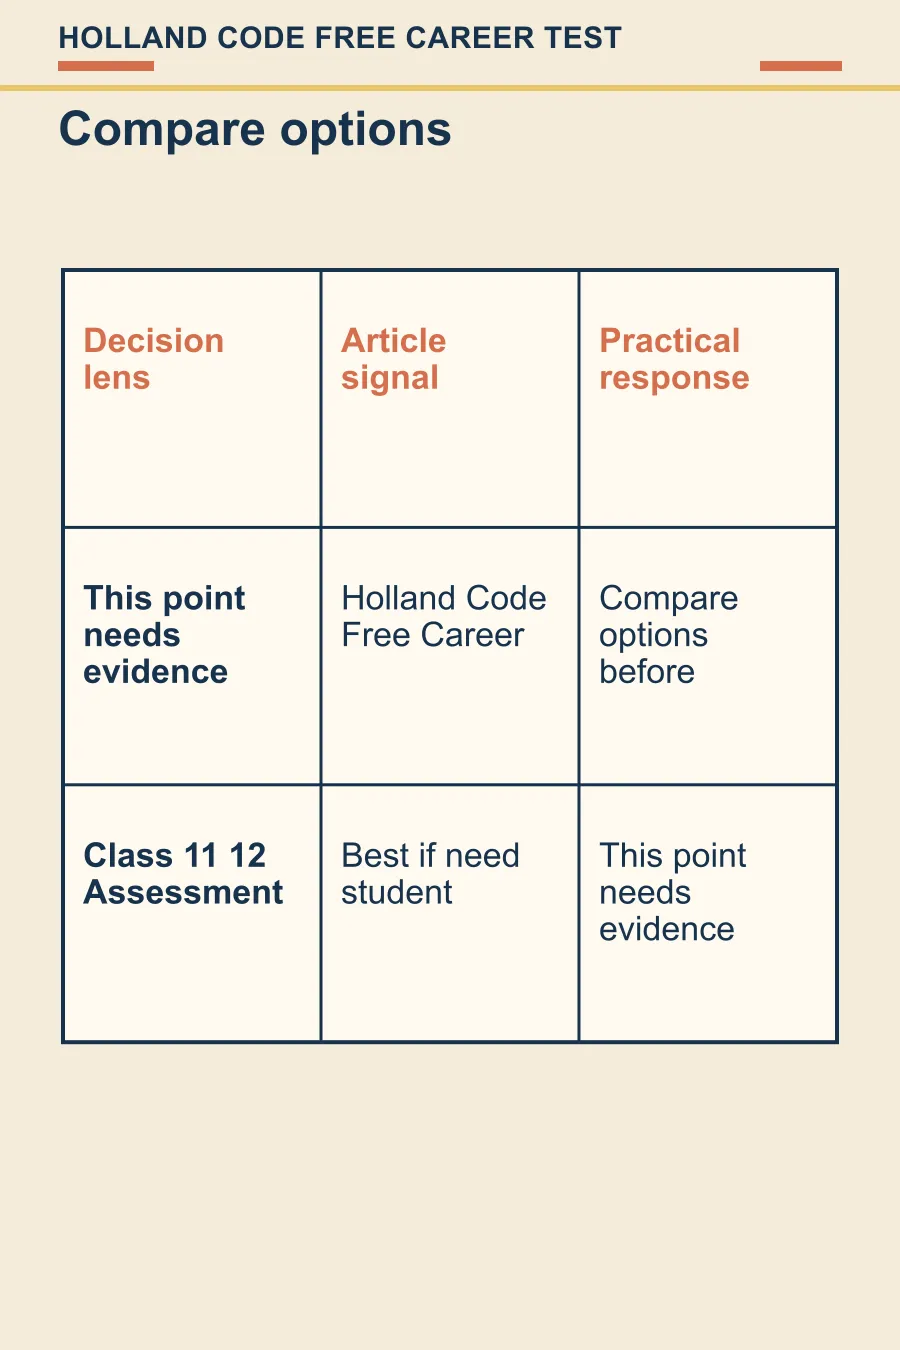 HOLLAND CODE FREE CAREER TEST
Compare options
Decision
lens
Article
signal
Practical
response
This point
needs
evidence
Holland Code
Free Career
Compare
options
before
Class 11 12
Assessment
Best if need
student
This point
needs
evidence